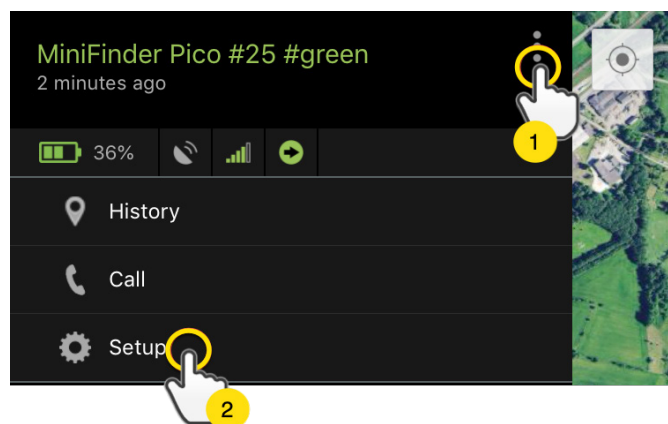 MiniFinder Pico #25 #green
2 minutes ago
1
36%
History
Call
Setup
2